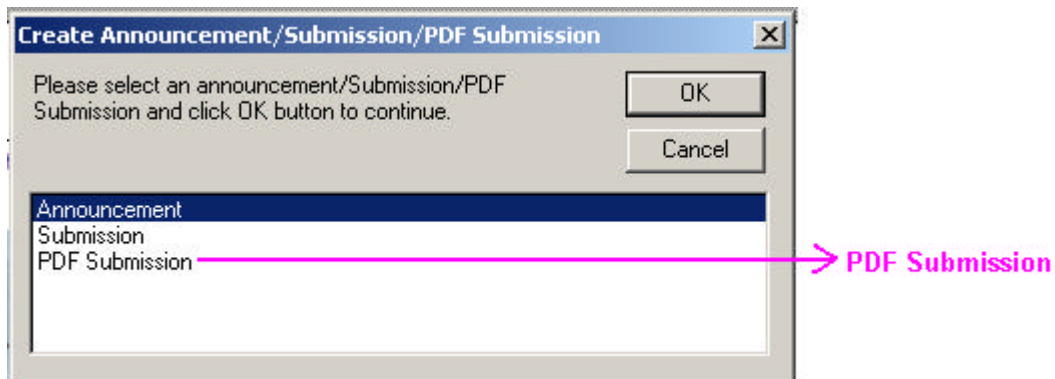 Create Announcement/Submission/PDF Submission
Please select an announcement/Submission/PDF
Submission and click OK button to continue.
OK
Cancel
Announcement
Submission
PDF Submission
PDF Submission